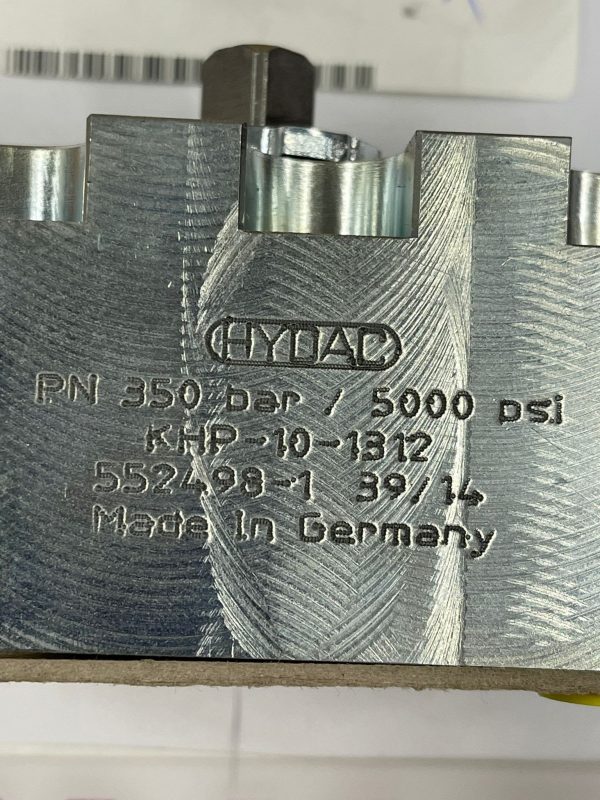 HYDAC
PN 350 bar / 5000 psi
KHP-10-1312
552498-1 39/14
Made in Germany